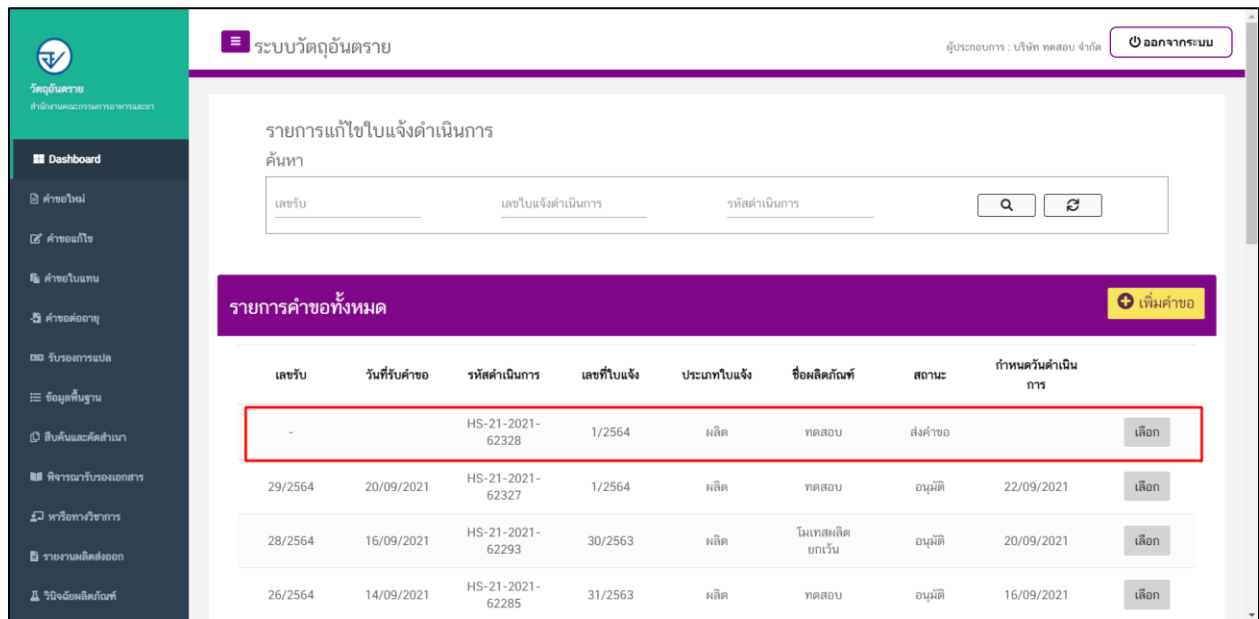 ระบบวัตถุอันตราย
ผู้ประกอบการ : บริษัท ทดสอบ จำกัด
ออกจากระบบ
วัตถุอันตราย
สำนักงานคณะกรรมการอาหารและยา
Dashboard
คำขอใหม่
คำขอแก้ไข
คำขอใบแทน
คำขอต่ออายุ
รับรองการแปล
ข้อมูลพื้นฐาน
สืบค้นและคัดสำเนา
พิจารณารับรองเอกสาร
หารือทางวิชาการ
รายงานผลิตส่งออก
วินิจฉัยผลิตภัณฑ์
รายการแก้ไขใบแจ้งดำเนินการ
ค้นหา
เลขรับ เลขใบแจ้งดำเนินการ รหัสดำเนินการ
รายการคำขอทั้งหมด
เพิ่มคำขอ
เลขรับ วันที่รับคำขอ รหัสดำเนินการ เลขที่ใบแจ้ง ประเภทใบแจ้ง ชื่อผลิตภัณฑ์ สถานะ กำหนดวันดำเนิน
การ
- HS-21-2021- 1/2564 ผลิต ทดสอบ ส่งคำขอ เลือก
62328
29/2564 20/09/2021 HS-21-2021- 1/2564 ผลิต ทดสอบ อนุมัติ 22/09/2021 เลือก
62327
28/2564 16/09/2021 HS-21-2021- 30/2563 ผลิต โมเทสผลิต อนุมัติ 20/09/2021 เลือก
62293 ยกเว้น
26/2564 14/09/2021 HS-21-2021- 31/2563 ผลิต ทดสอบ อนุมัติ 16/09/2021 เลือก
62285